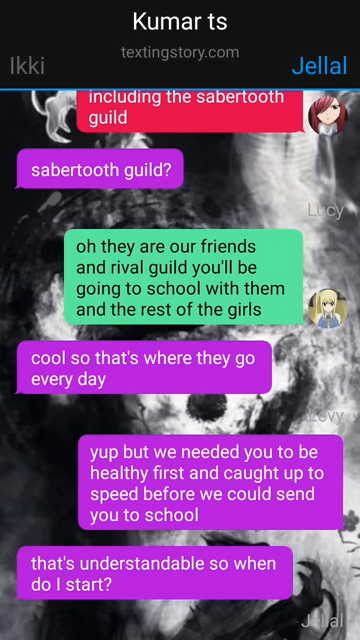 Kumar ts
textingstory.com
Ikki
Jellal
including the sabertooth
guild
sabertooth guild?
Lucy
oh they are our friends
and rival guild you'll be
going to school with them
and the rest of the girls
cool so that's where they go
every day
Levy
yup but we needed you to be
healthy first and caught up to
speed before we could send
you to school
that's understandable so when
do I start?
Jellal